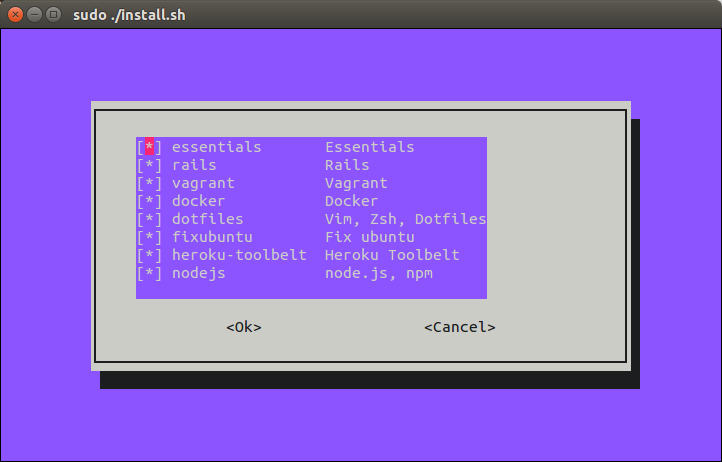 sudo ./install.sh
[*] essentials Essentials
[*] rails Rails
[*] vagrant Vagrant
[*] docker Docker
[*] dotfiles Vim, Zsh, Dotfiles
[*] fixubuntu Fix ubuntu
[*] heroku-toolbelt Heroku Toolbelt
[*] nodejs node.js, npm
<Ok> <Cancel>